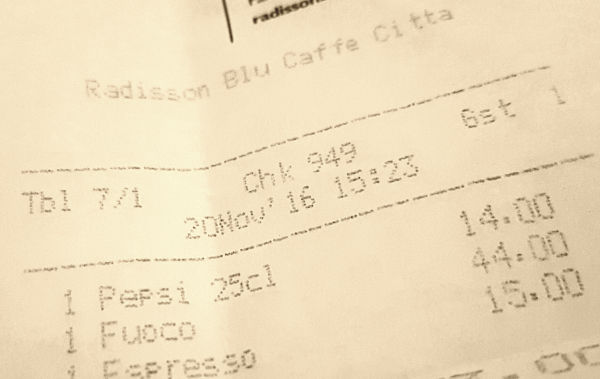 radisson
Radisson Blu Caffe Citta
Tbl 7/1 Chk 949 Gst 1
20Nov'16 15:23
1 Pepsi 25cl 14.00
1 Fuoco 44.00
1 Espresso 15.00